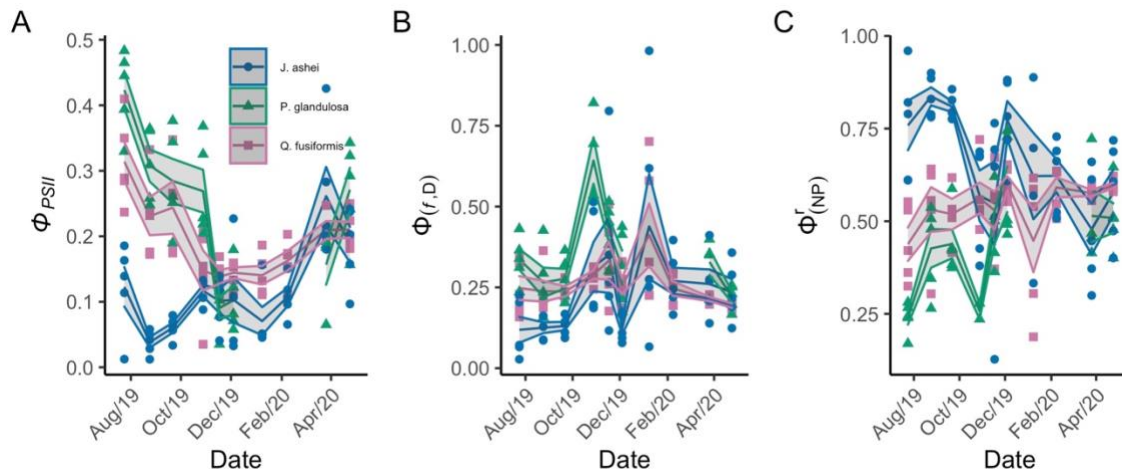 A
Φ PSII
0.5
0.4
0.3
0.2
0.1
0.0
J. ashei
P. glandulosa
Q. fusiformis
Aug/19
Oct/19
Dec/19
Feb/20
Apr/20
Date
B
Φ(f,D)
1.00
0.75
0.50
0.25
0.00
Aug/19
Oct/19
Dec/19
Feb/20
Apr/20
Date
C
Φr(NP)
1.00
0.75
0.50
0.25
Aug/19
Oct/19
Dec/19
Feb/20
Apr/20
Date